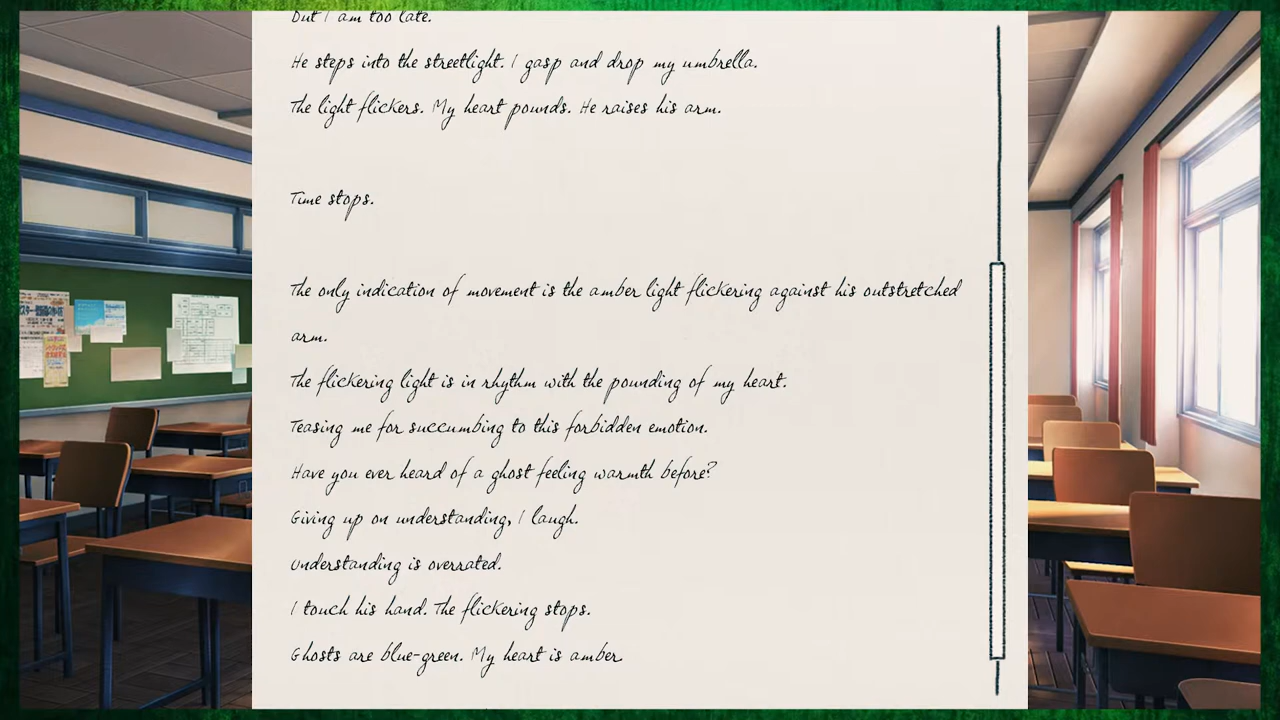 But I am too late.
He steps into the streetlight. I gasp and drop my umbrella.
The light flickers. My heart pounds. He raises his arm.
Time stops.
The only indication of movement is the amber light flickering against his outstretched
arm.
The flickering light is in rhythm with the pounding of my heart.
Teasing me for succumbing to this forbidden emotion.
Have you ever heard of a ghost feeling warmth before?
Giving up on understanding, I laugh.
Understanding is overrated.
I touch his hand. The flickering stops.
Ghosts are blue-green. My heart is amber.